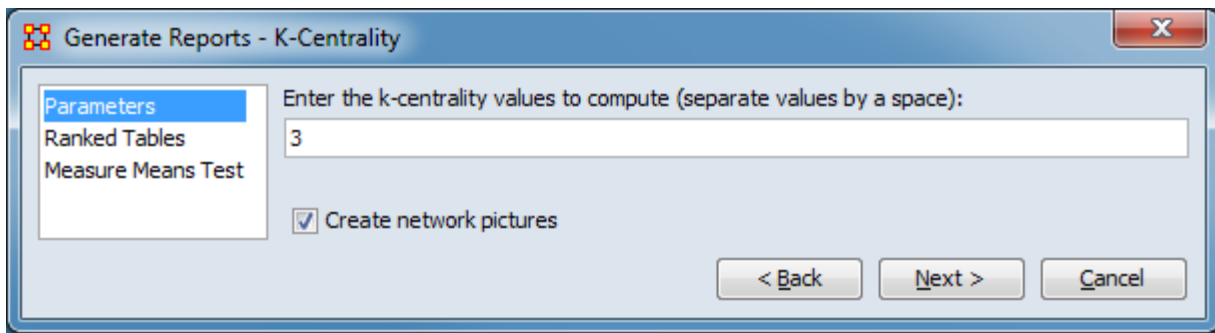 Generate Reports - K-Centrality
Parameters
Ranked Tables
Measure Means Test
Enter the k-centrality values to compute (separate values by a space):
3
Create network pictures
< Back
Next >
Cancel